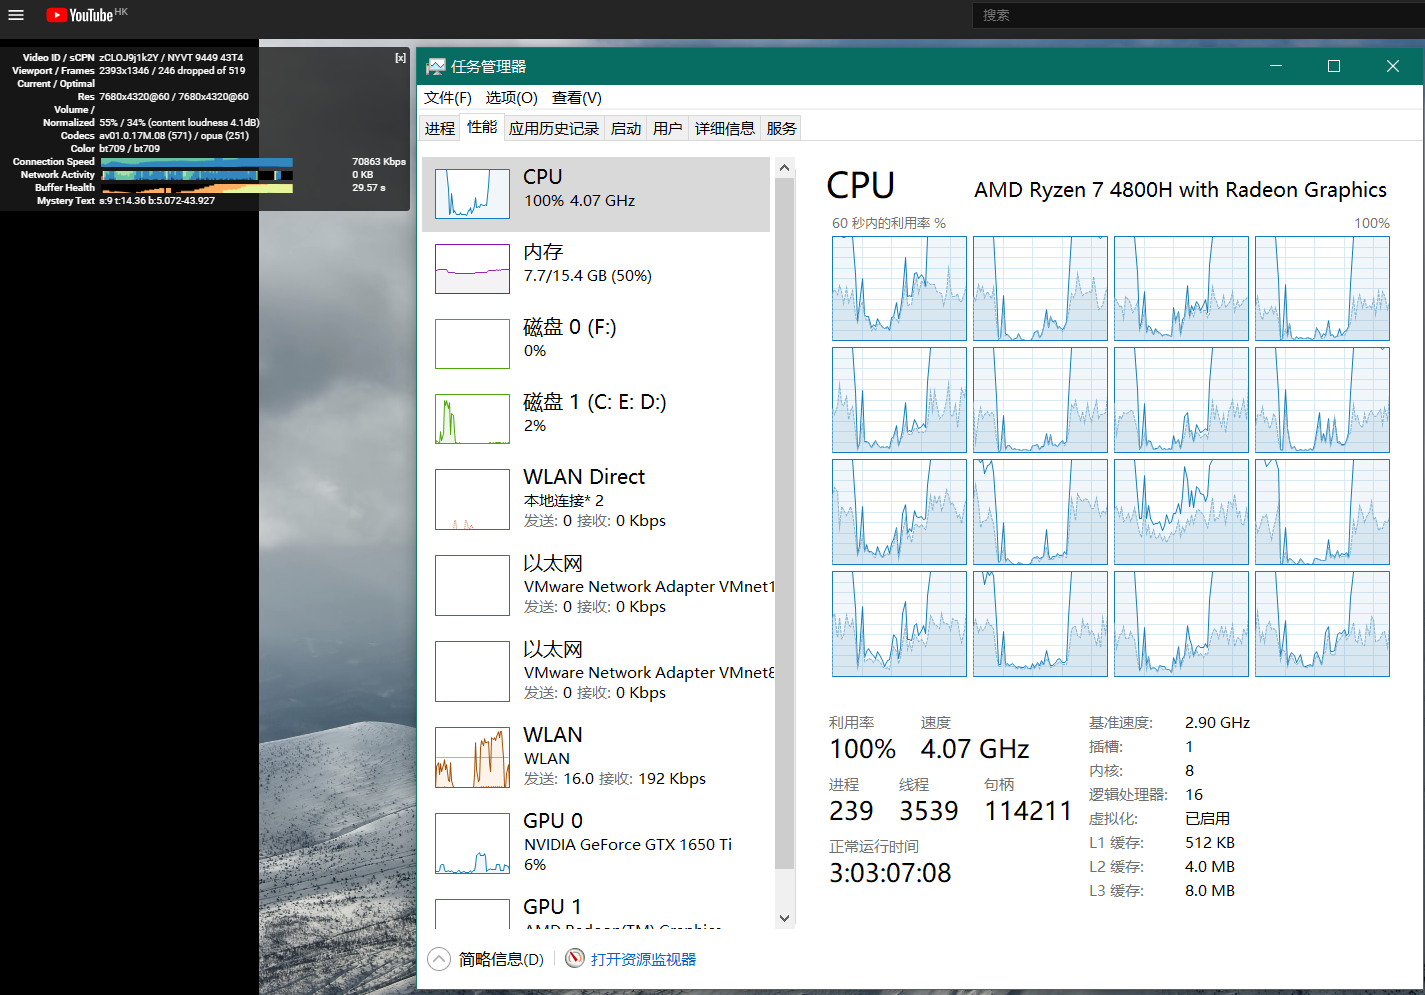 YouTube HK
搜索
Video ID / sCPN zCLOJ9j1k2Y / NYVT 9449 43T4
[x]
Viewport / Frames 2393x1346 / 246 dropped of 519
Current / Optimal
Res 7680x4320@60 / 7680x4320@60
Volume /
Normalized 55% / 34% (content loudness 4.1dB)
Codecs av01.0.17M.08 (571) / opus (251)
Color bt709 / bt709
Connection Speed 70863 Kbps
Network Activity 0 KB
Buffer Health 29.57 s
Mystery Text s:9 t:14.36 b:5.072-43.927
任务管理器
文件(F) 选项(O) 查看(V)
进程 性能 应用历史记录 启动 用户 详细信息 服务
CPU
100% 4.07 GHz
内存
7.7/15.4 GB (50%)
磁盘 0 (F:)
0%
磁盘 1 (C: E: D:)
2%
WLAN Direct
本地连接* 2
发送: 0 接收: 0 Kbps
以太网
VMware Network Adapter VMnet1
发送: 0 接收: 0 Kbps
以太网
VMware Network Adapter VMnet8
发送: 0 接收: 0 Kbps
WLAN
WLAN
发送: 16.0 接收: 192 Kbps
GPU 0
NVIDIA GeForce GTX 1650 Ti
6%
GPU 1
AMD Radeon(TM) Graphics
CPU AMD Ryzen 7 4800H with Radeon Graphics
60 秒内的利用率 % 100%
利用率 速度
100% 4.07 GHz
进程 线程 句柄
239 3539 114211
正常运行时间
3:03:07:08
基准速度: 2.90 GHz
插槽: 1
内核: 8
逻辑处理器: 16
虚拟化: 已启用
L1 缓存: 512 KB
L2 缓存: 4.0 MB
L3 缓存: 8.0 MB
简略信息(D) 打开资源监视器